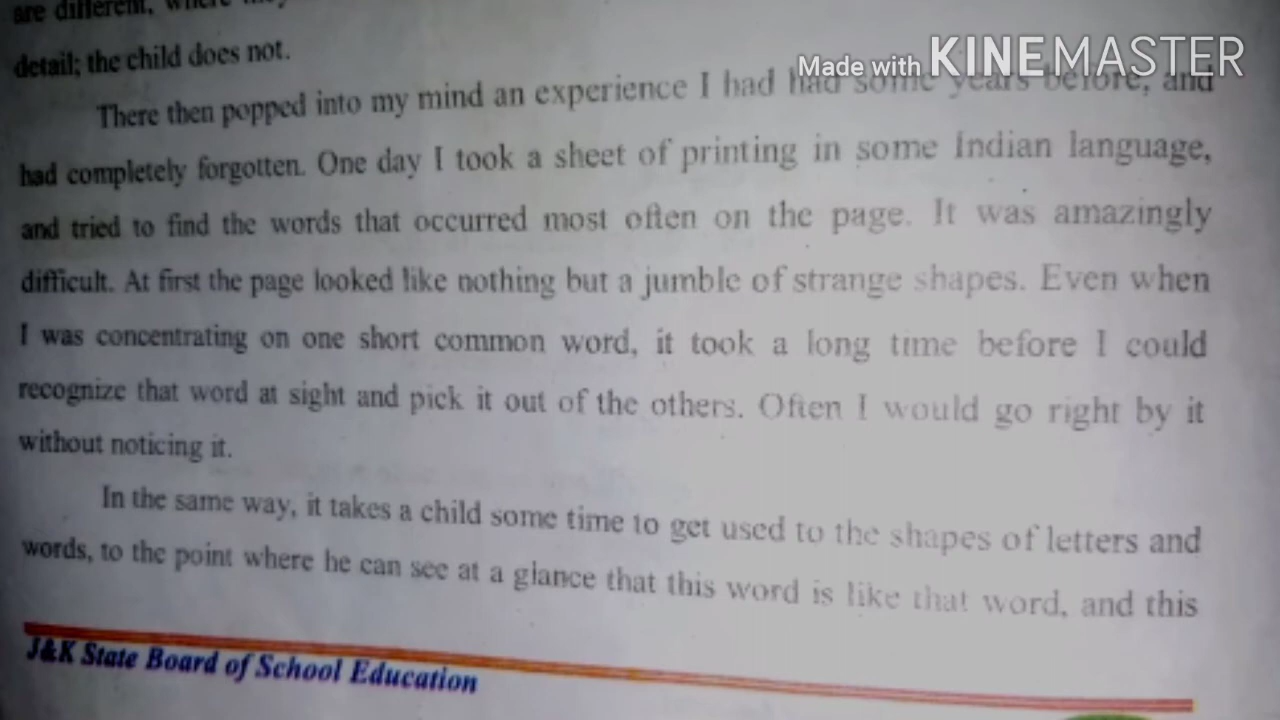 are different, where they
detail; the child does not.
Made with KINEMASTER
There then popped into my mind an experience I had had some years before, and
had completely forgotten. One day I took a sheet of printing in some Indian language,
and tried to find the words that occurred most often on the page. It was amazingly
difficult. At first the page looked like nothing but a jumble of strange shapes. Even when
I was concentrating on one short common word, it took a long time before I could
recognize that word at sight and pick it out of the others. Often I would go right by it
without noticing it.
In the same way, it takes a child some time to get used to the shapes of letters and
words, to the point where he can see at a glance that this word is like that word, and this
J&K State Board of School Education